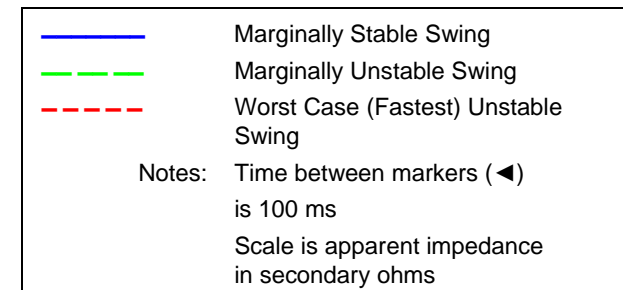 Marginally Stable Swing
Marginally Unstable Swing
Worst Case (Fastest) Unstable
Swing
Notes: Time between markers (◄)
is 100 ms
Scale is apparent impedance
in secondary ohms